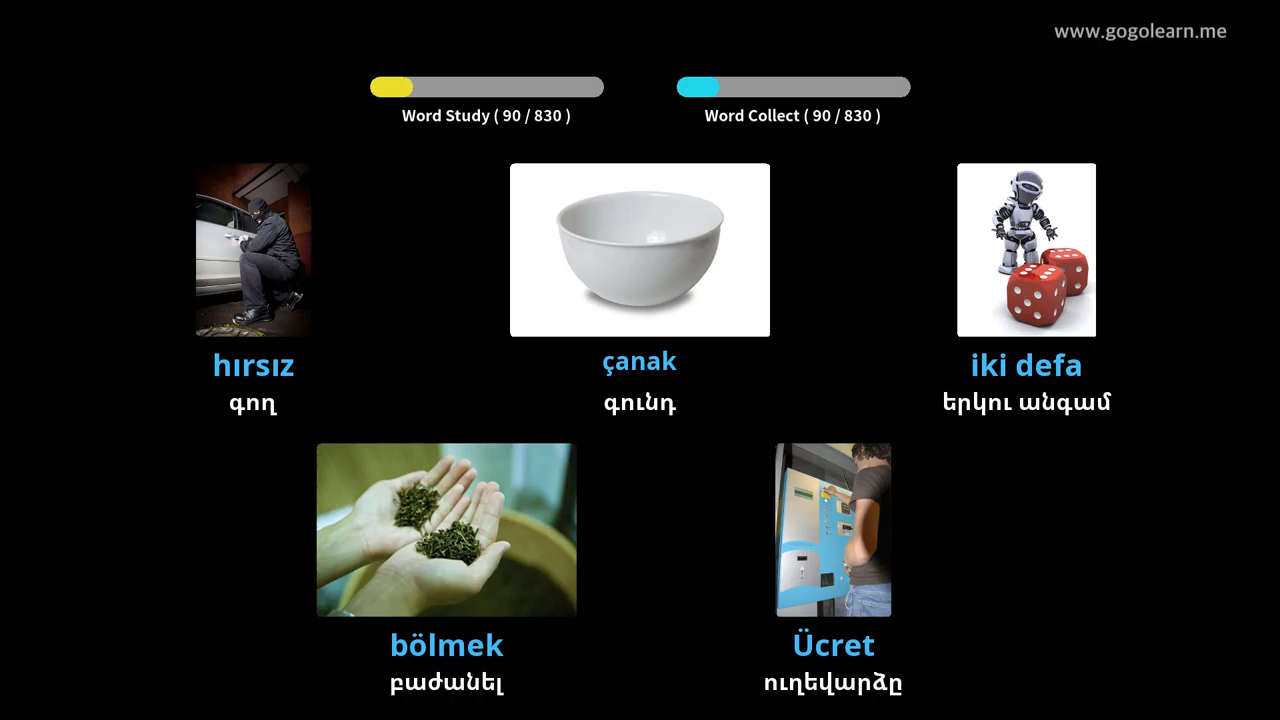 www.gogolearn.me
Word Study ( 90 / 830 )
Word Collect ( 90 / 830 )
hırsız
գող
çanak
գունդ
iki defa
երկու անգամ
bölmek
բաժանել
Ücret
ուղեվարձը